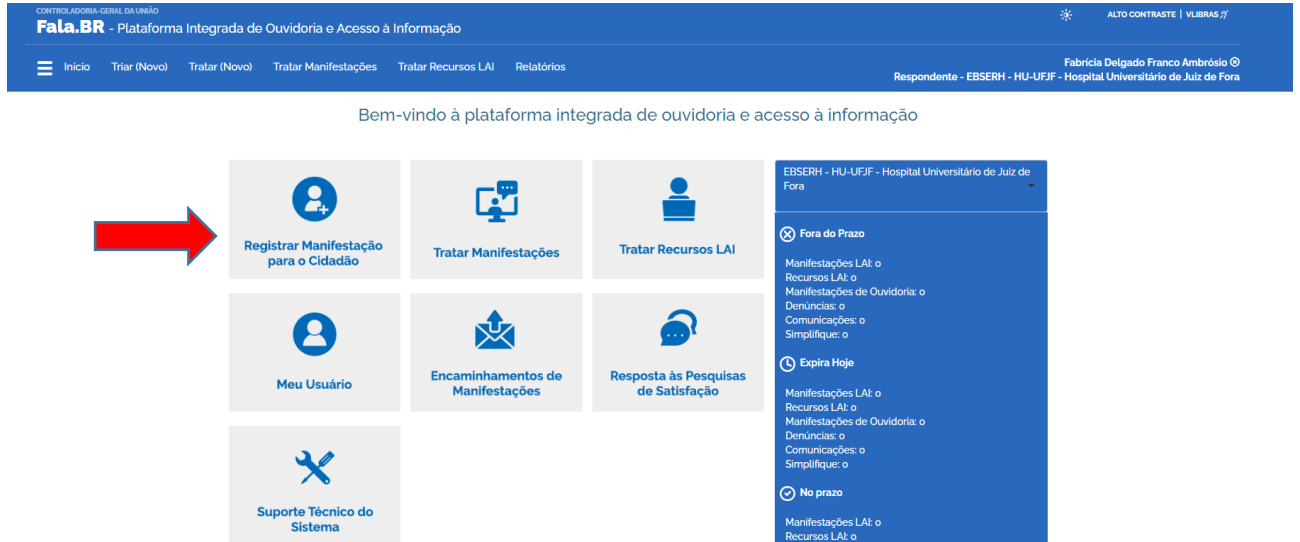 CONTROLADORIA-GERAL DA UNIÃO
Fala.BR - Plataforma Integrada de Ouvidoria e Acesso à Informação
ALTO CONTRASTE | VLIBRAS
Início Triar (Novo) Tratar (Novo) Tratar Manifestações Tratar Recursos LAI Relatórios
Fabrícia Delgado Franco Ambrósio
Respondente - EBSERH - HU-UFJF - Hospital Universitário de Juiz de Fora
Bem-vindo à plataforma integrada de ouvidoria e acesso à informação
Registrar Manifestação
para o Cidadão
Tratar Manifestações
Tratar Recursos LAI
Meu Usuário
Encaminhamentos de
Manifestações
Resposta às Pesquisas
de Satisfação
Suporte Técnico do
Sistema
EBSERH - HU-UFJF - Hospital Universitário de Juiz de
Fora
Fora do Prazo
Manifestações LAI: 0
Recursos LAI: 0
Manifestações de Ouvidoria: 0
Denúncias: 0
Comunicações: 0
Simplifique: 0
Expira Hoje
Manifestações LAI: 0
Recursos LAI: 0
Manifestações de Ouvidoria: 0
Denúncias: 0
Comunicações: 0
Simplifique: 0
No prazo
Manifestações LAI: 0
Recursos LAI: 0